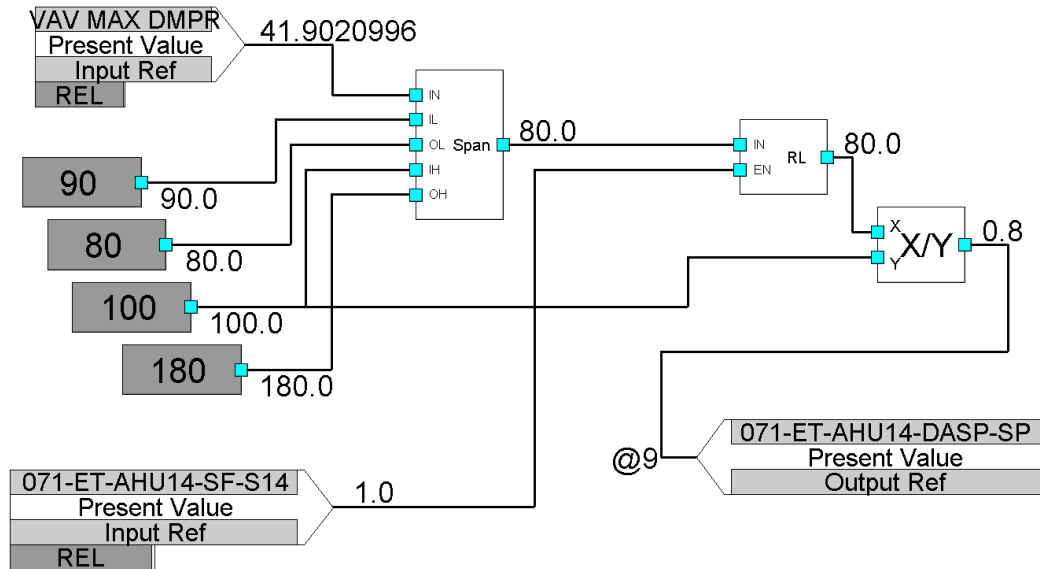 VAV MAX DMPR
Present Value
Input Ref
REL
41.9020996
90
90.0
80
80.0
100
100.0
180
180.0
IN
IL
OL
IH
OH
Span
80.0
IN
EN
RL
80.0
X
Y
X/Y
0.8
071-ET-AHU14-SF-S14
Present Value
Input Ref
REL
1.0
@9
071-ET-AHU14-DASP-SP
Present Value
Output Ref